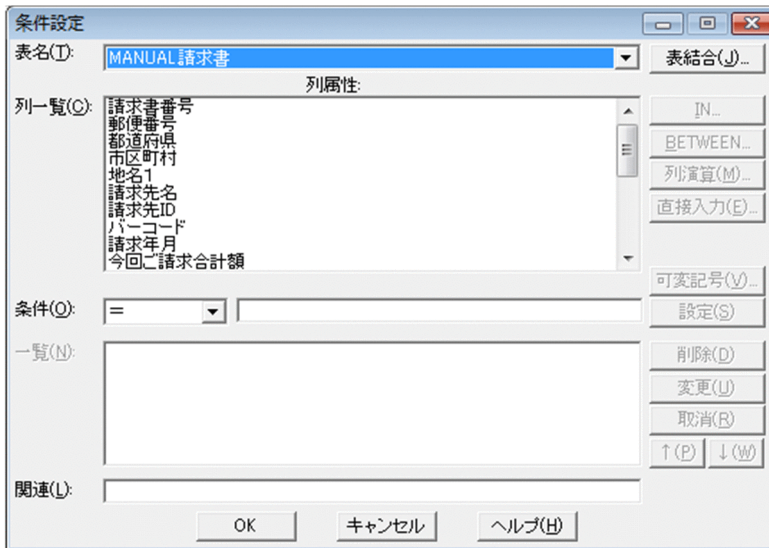 条件設定
表名(T): MANUAL請求書 表結合(J)...
列属性:
列一覧(C): 請求書番号 IN...
郵便番号
都道府県 BETWEEN...
市区町村
地名1 列演算(M)...
請求先名
請求先ID 直接入力(E)...
バーコード
請求年月
今回ご請求合計額
可変記号(V)...
条件(O): = 設定(S)
一覧(N): 削除(D)
変更(U)
取消(R)
↑(P) ↓(W)
関連(L):
OK キャンセル ヘルプ(H)